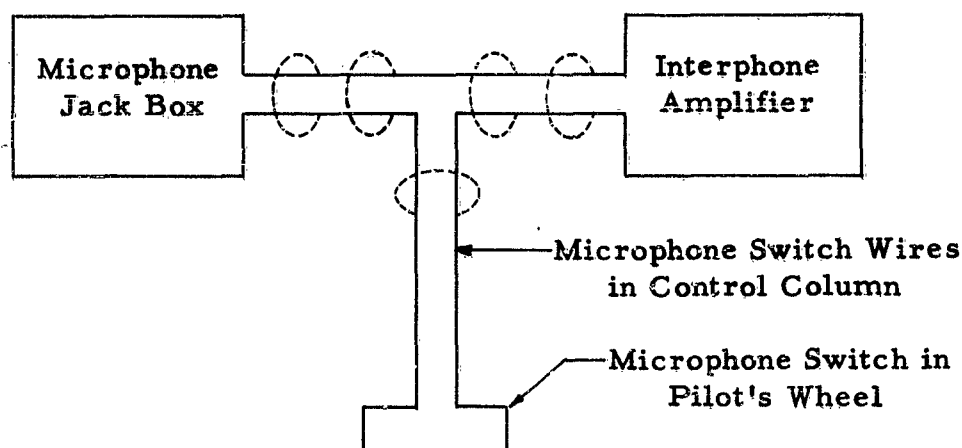 Microphone
Jack Box
Interphone
Amplifier
Microphone Switch Wires
in Control Column
Microphone Switch in
Pilot's Wheel